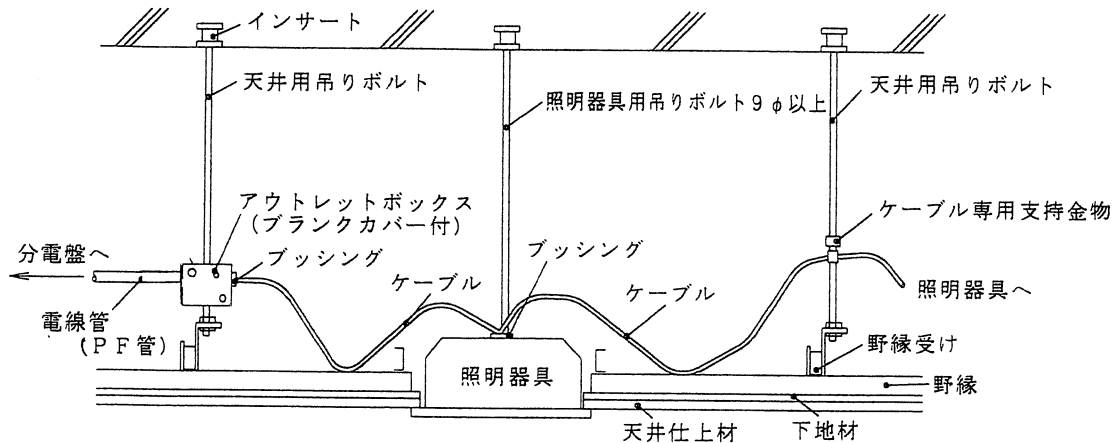 インサート
天井用吊りボルト
照明器具用吊りボルト9φ以上
天井用吊りボルト
アウトレットボックス
(ブランクカバー付)
ケーブル専用支持金物
分電盤へ
ブッシング
ブッシング
ケーブル
ケーブル
照明器具へ
電線管
(PF管)
照明器具
野縁受け
野縁
天井仕上材
下地材